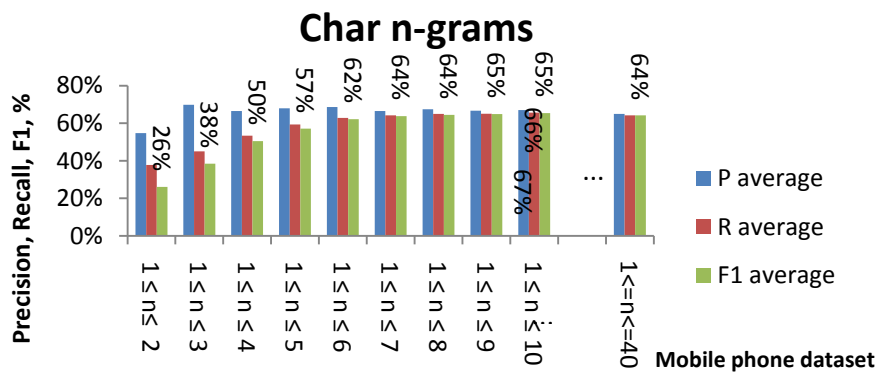 Char n-grams
Precision, Recall, F1, %
80%
60%
40%
20%
0%
26%
38%
50%
57%
62%
64%
64%
65%
65%
66%
67%
64%
...
1 ≤ n ≤ 2
1 ≤ n ≤ 3
1 ≤ n ≤ 4
1 ≤ n ≤ 5
1 ≤ n ≤ 6
1 ≤ n ≤ 7
1 ≤ n ≤ 8
1 ≤ n ≤ 9
1 ≤ n ≤ 10
1<=n<=40
P average
R average
F1 average
Mobile phone dataset